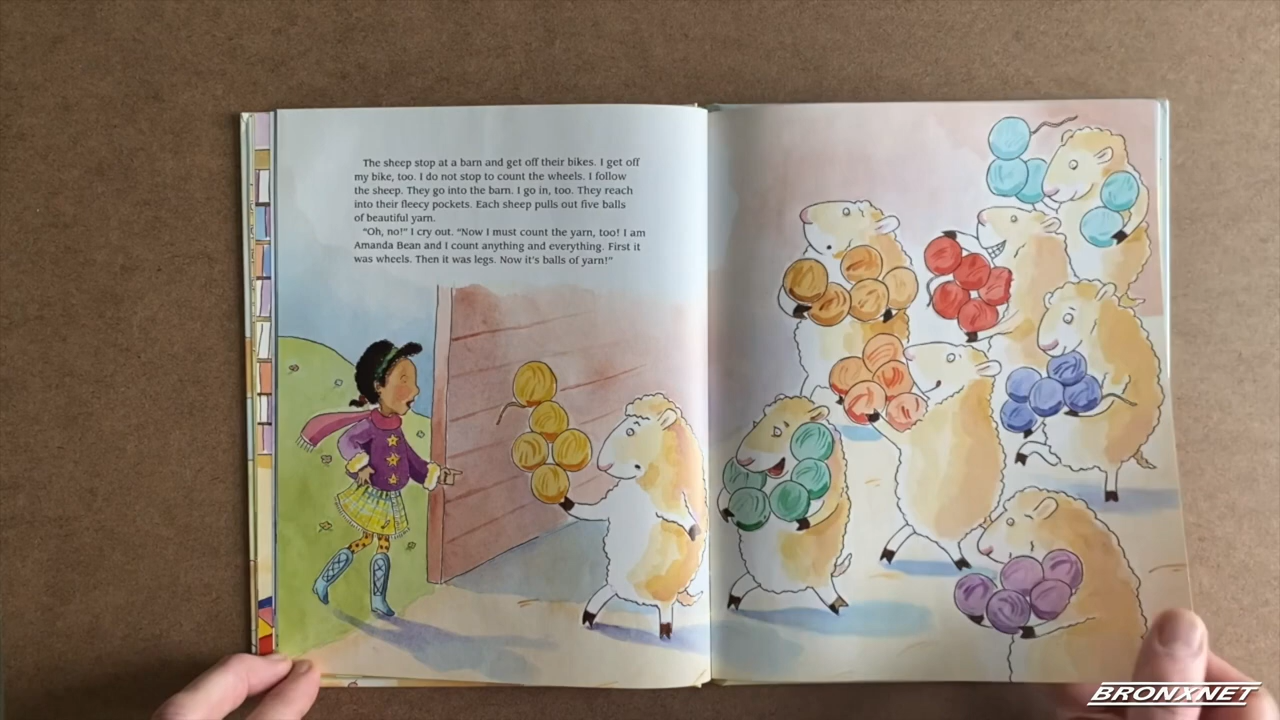 The sheep stop at a barn and get off their bikes. I get off
my bike, too. I do not stop to count the wheels. I follow
the sheep. They go into the barn. I go in, too. They reach
into their fleecy pockets. Each sheep pulls out five balls
of beautiful yarn.
"Oh, no!" I cry out. "Now I must count the yarn, too! I am
Amanda Bean and I count anything and everything. First it
was wheels. Then it was legs. Now it's balls of yarn!"
BRONXNET